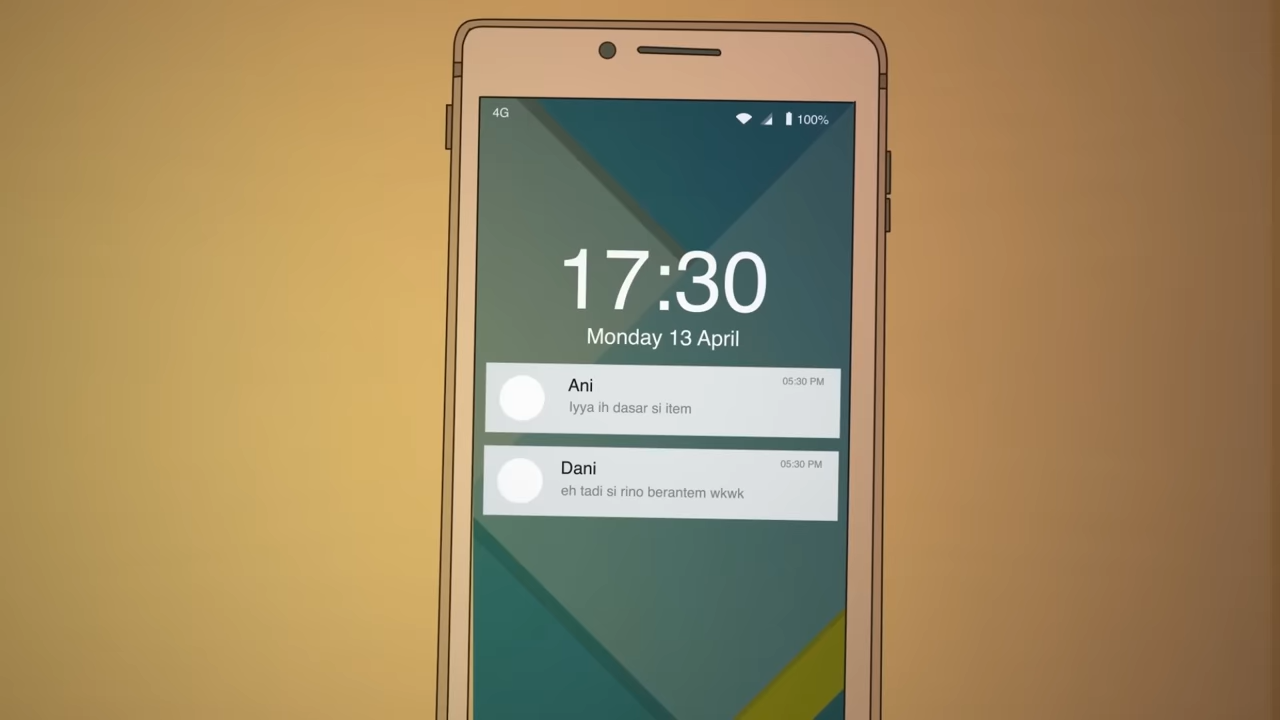 4G
100%
17:30
Monday 13 April
Ani
05:30 PM
Iyya ih dasar si item
Dani
05:30 PM
eh tadi si rino berantem wkwk